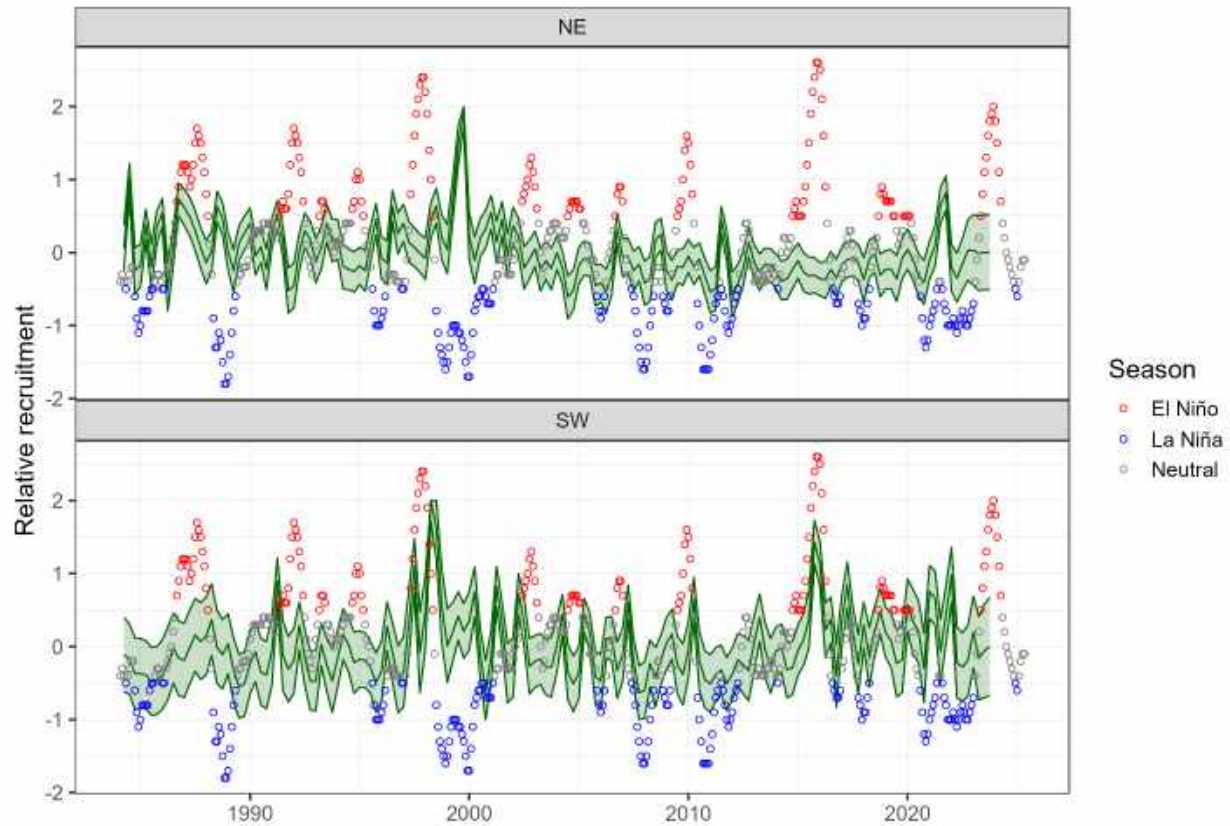 NE
2
1
0
-1
-2
SW
2
1
0
-1
-2
1990
2000
2010
2020
Relative recruitment
Season
El Niño
La Niña
Neutral